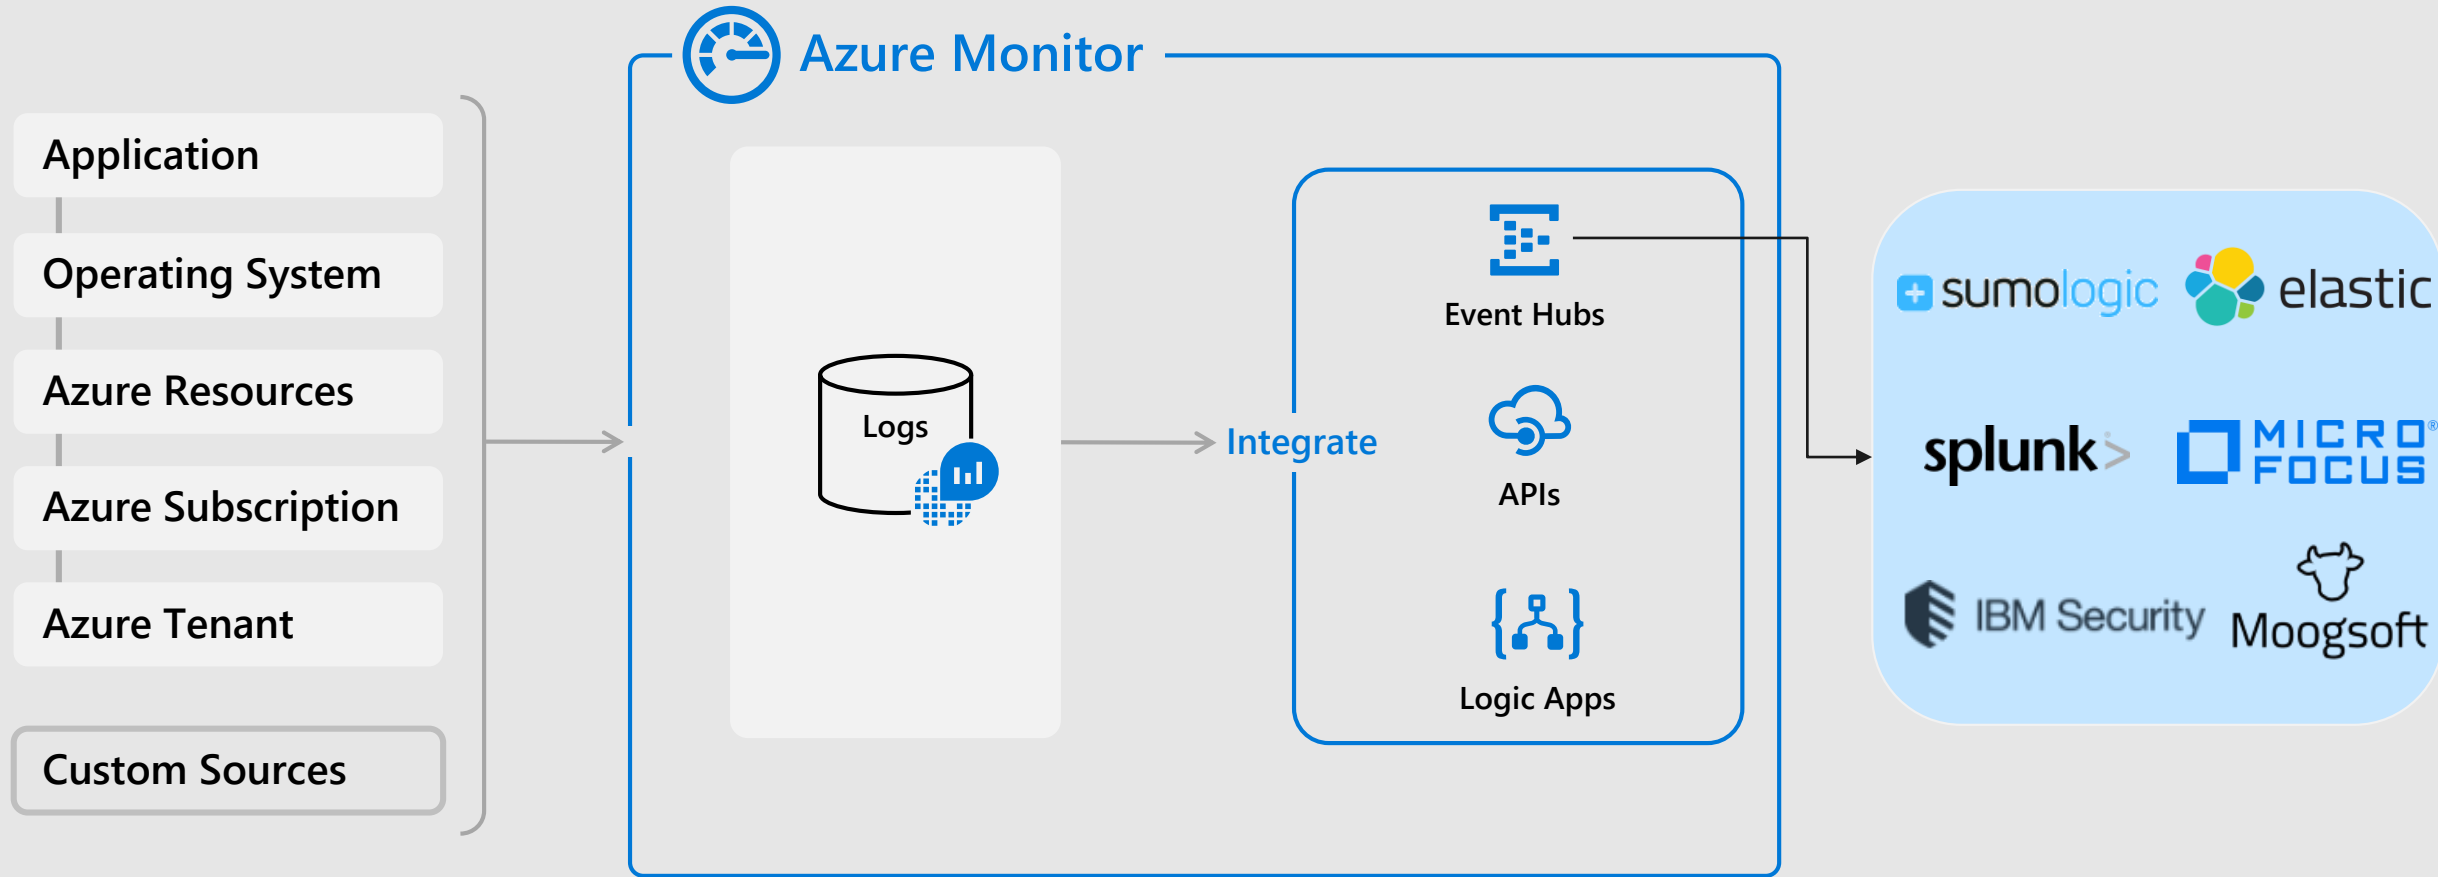 Azure Monitor
Application
Operating System
Azure Resources
Azure Subscription
Azure Tenant
Custom Sources
Logs
Integrate
Event Hubs
APIs
Logic Apps
sumologic
elastic
splunk>
MICRO
FOCUS®
IBM Security
Moogsoft